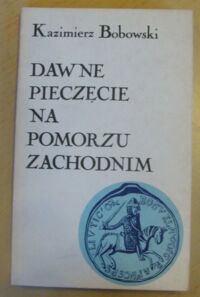 Kazimierz Bobowski
DAWNE
PIECZĘCIE
NA
POMORZU
ZACHODNIM